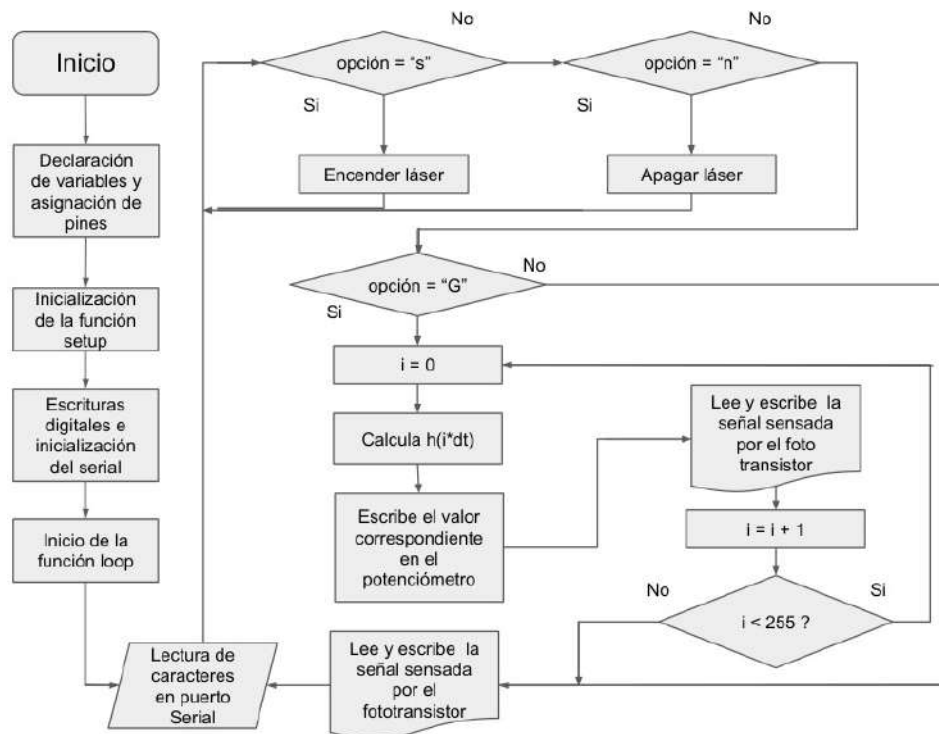 Inicio
Declaración
de variables y
asignación de
pines
Inicialización
de la función
setup
Escrituras
digitales e
inicialización
del serial
Inicio de la
función loop
Lectura de
caracteres
en puerto
Serial
opción = “s”
No
Si
Encender láser
opción = “n”
No
Si
Apagar láser
opción = “G”
No
Si
i = 0
Calcula h(i*dt)
Escribe el valor
correspondiente
en el
potenciómetro
Lee y escribe la
señal sensada
por el foto
transistor
i = i + 1
i < 255 ?
No
Si
Lee y escribe la
señal sensada
por el
fototransistor